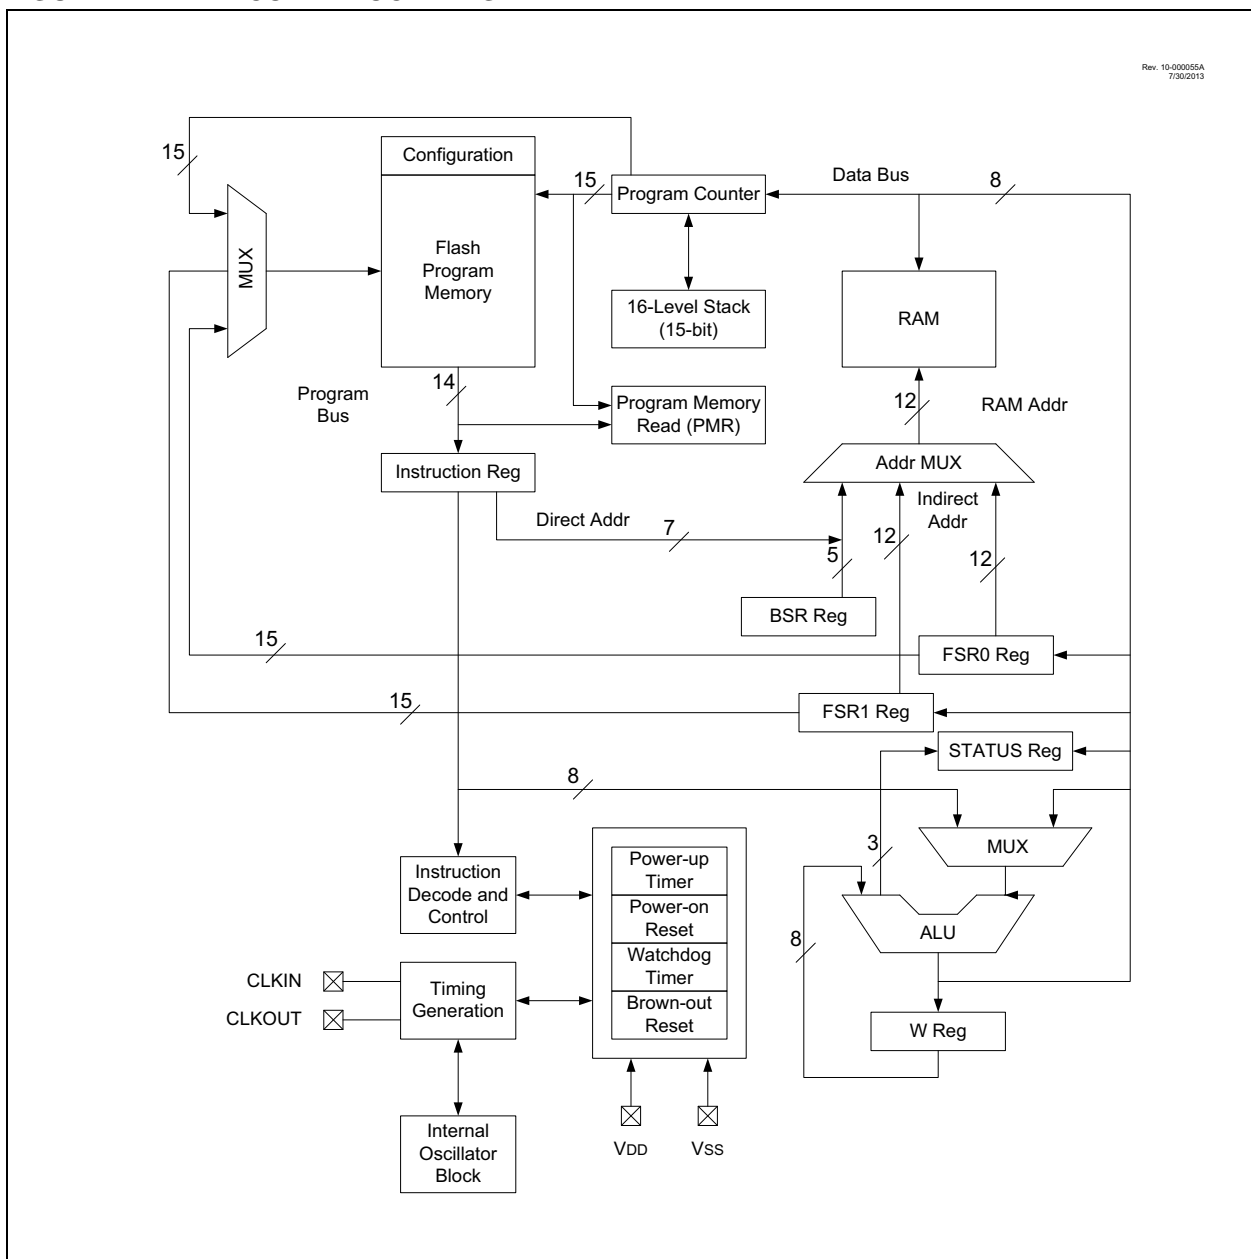 Rev. 10-000055A
7/30/2013
15
Configuration
15
Program Counter
Data Bus
8
MUX
Flash
Program
Memory
16-Level Stack
(15-bit)
RAM
Program
Bus
14
Program Memory
Read (PMR)
12
RAM Addr
Instruction Reg
Addr MUX
Indirect
Addr
Direct Addr
7
5
12
12
BSR Reg
15
FSR0 Reg
15
FSR1 Reg
STATUS Reg
8
3
MUX
Instruction
Decode and
Control
Power-up
Timer
Power-on
Reset
Watchdog
Timer
Brown-out
Reset
8
ALU
CLKIN
CLKOUT
Timing
Generation
W Reg
Internal
Oscillator
Block
VDD
VSS